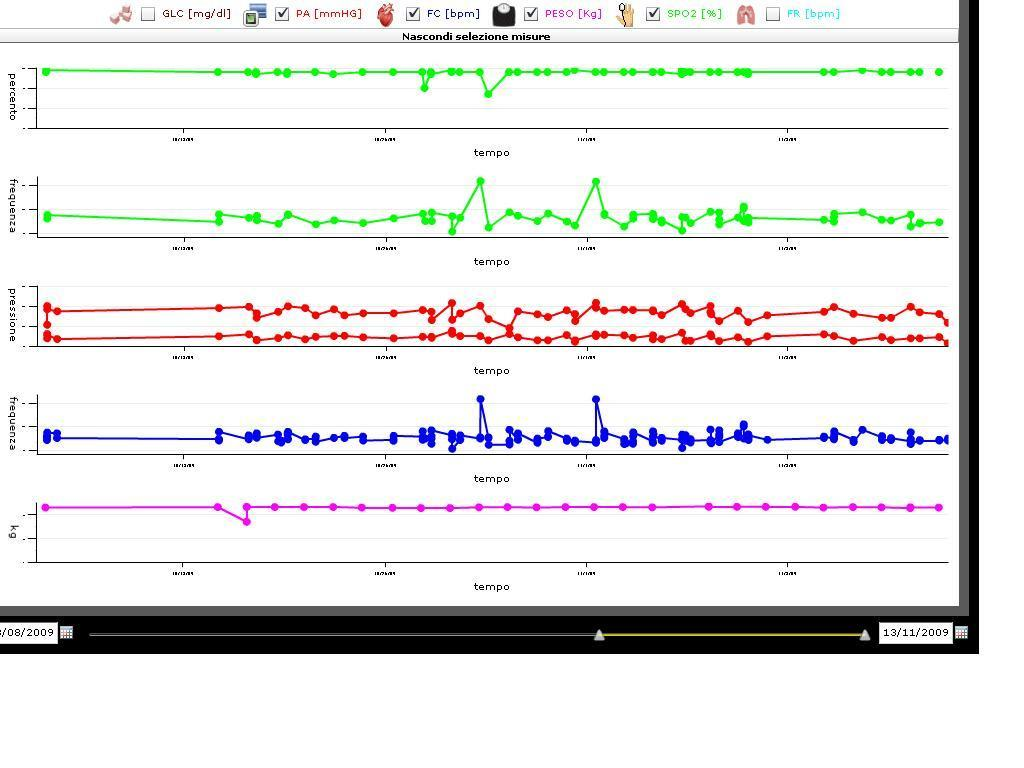 GLC [mg/dl] PA [mmHG] FC [bpm] PESO [Kg] SPO2 [%] FR [bpm]
Nascondi selezione misure
percento
tempo
frequenza
tempo
pressione
tempo
frequenza
tempo
kg
tempo
/08/2009 13/11/2009